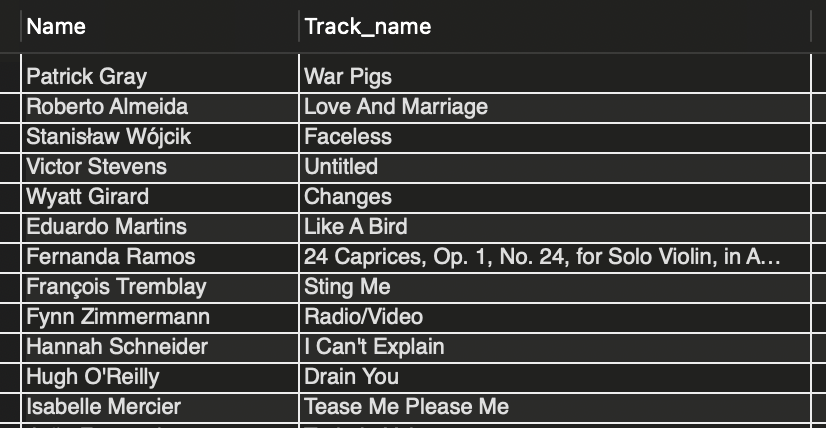 Name Track_name
Patrick Gray War Pigs
Roberto Almeida Love And Marriage
Stanisław Wójcik Faceless
Victor Stevens Untitled
Wyatt Girard Changes
Eduardo Martins Like A Bird
Fernanda Ramos 24 Caprices, Op. 1, No. 24, for Solo Violin, in A...
François Tremblay Sting Me
Fynn Zimmermann Radio/Video
Hannah Schneider I Can't Explain
Hugh O'Reilly Drain You
Isabelle Mercier Tease Me Please Me